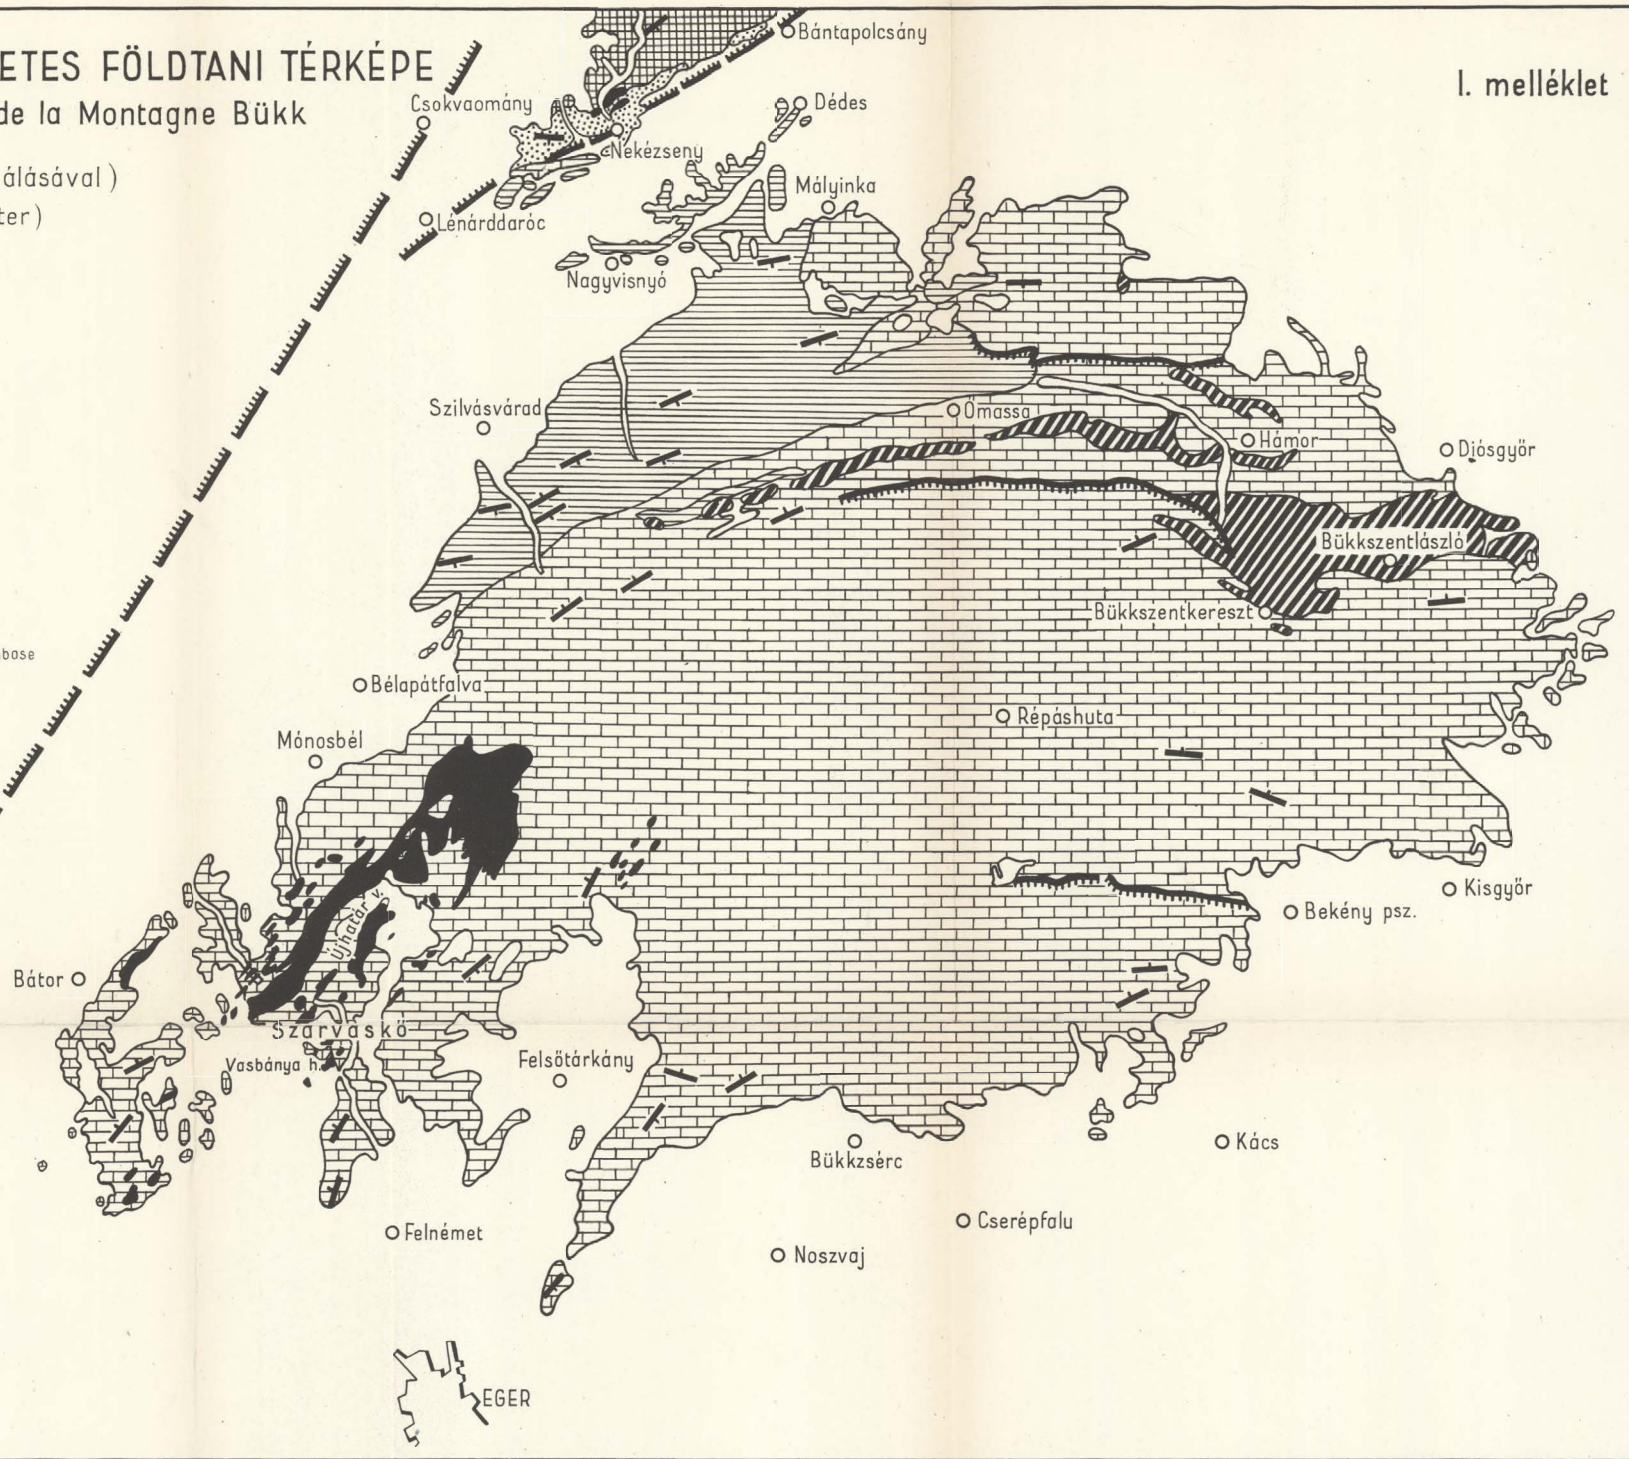 ETES FÖLDTANI TÉRKÉPE
de la Montagne Bükk
álásával)
ter)
I. melléklet
Bántapolcsány
Csokvaomány
Dédes
Nekézseny
Mályinka
Lénárddaróc
Nagyvisnyó
Szilvásvárad
Ómassa
Hámor
Diósgyőr
Bükkszentlászló
Bükkszentkereszt
base
Bélapátfalva
Répáshuta
Mónosbél
Kisgyőr
Bekény psz.
Újhatár v.
Bátor
Szarvaskő
Vasbánya h.
Felsőtárkány
Kács
Bükkzsérc
Cserépfalu
Felnémet
Noszvaj
EGER